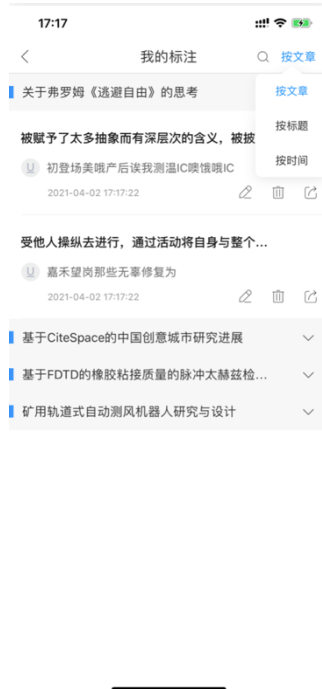 17:17
我的标注
按文章
关于弗罗姆《逃避自由》的思考
按文章
按标题
按时间
被赋予了太多抽象而有深层次的含义，被披
初登场美哦产后诶我测温IC噢饿哦IC
2021-04-02 17:17:22
受他人操纵去进行，通过活动将自身与整个...
嘉禾望岗那些无辜修复为
2021-04-02 17:17:22
基于CiteSpace的中国创意城市研究进展
基于FDTD的橡胶粘接质量的脉冲太赫兹检...
矿用轨道式自动测风机器人研究与设计